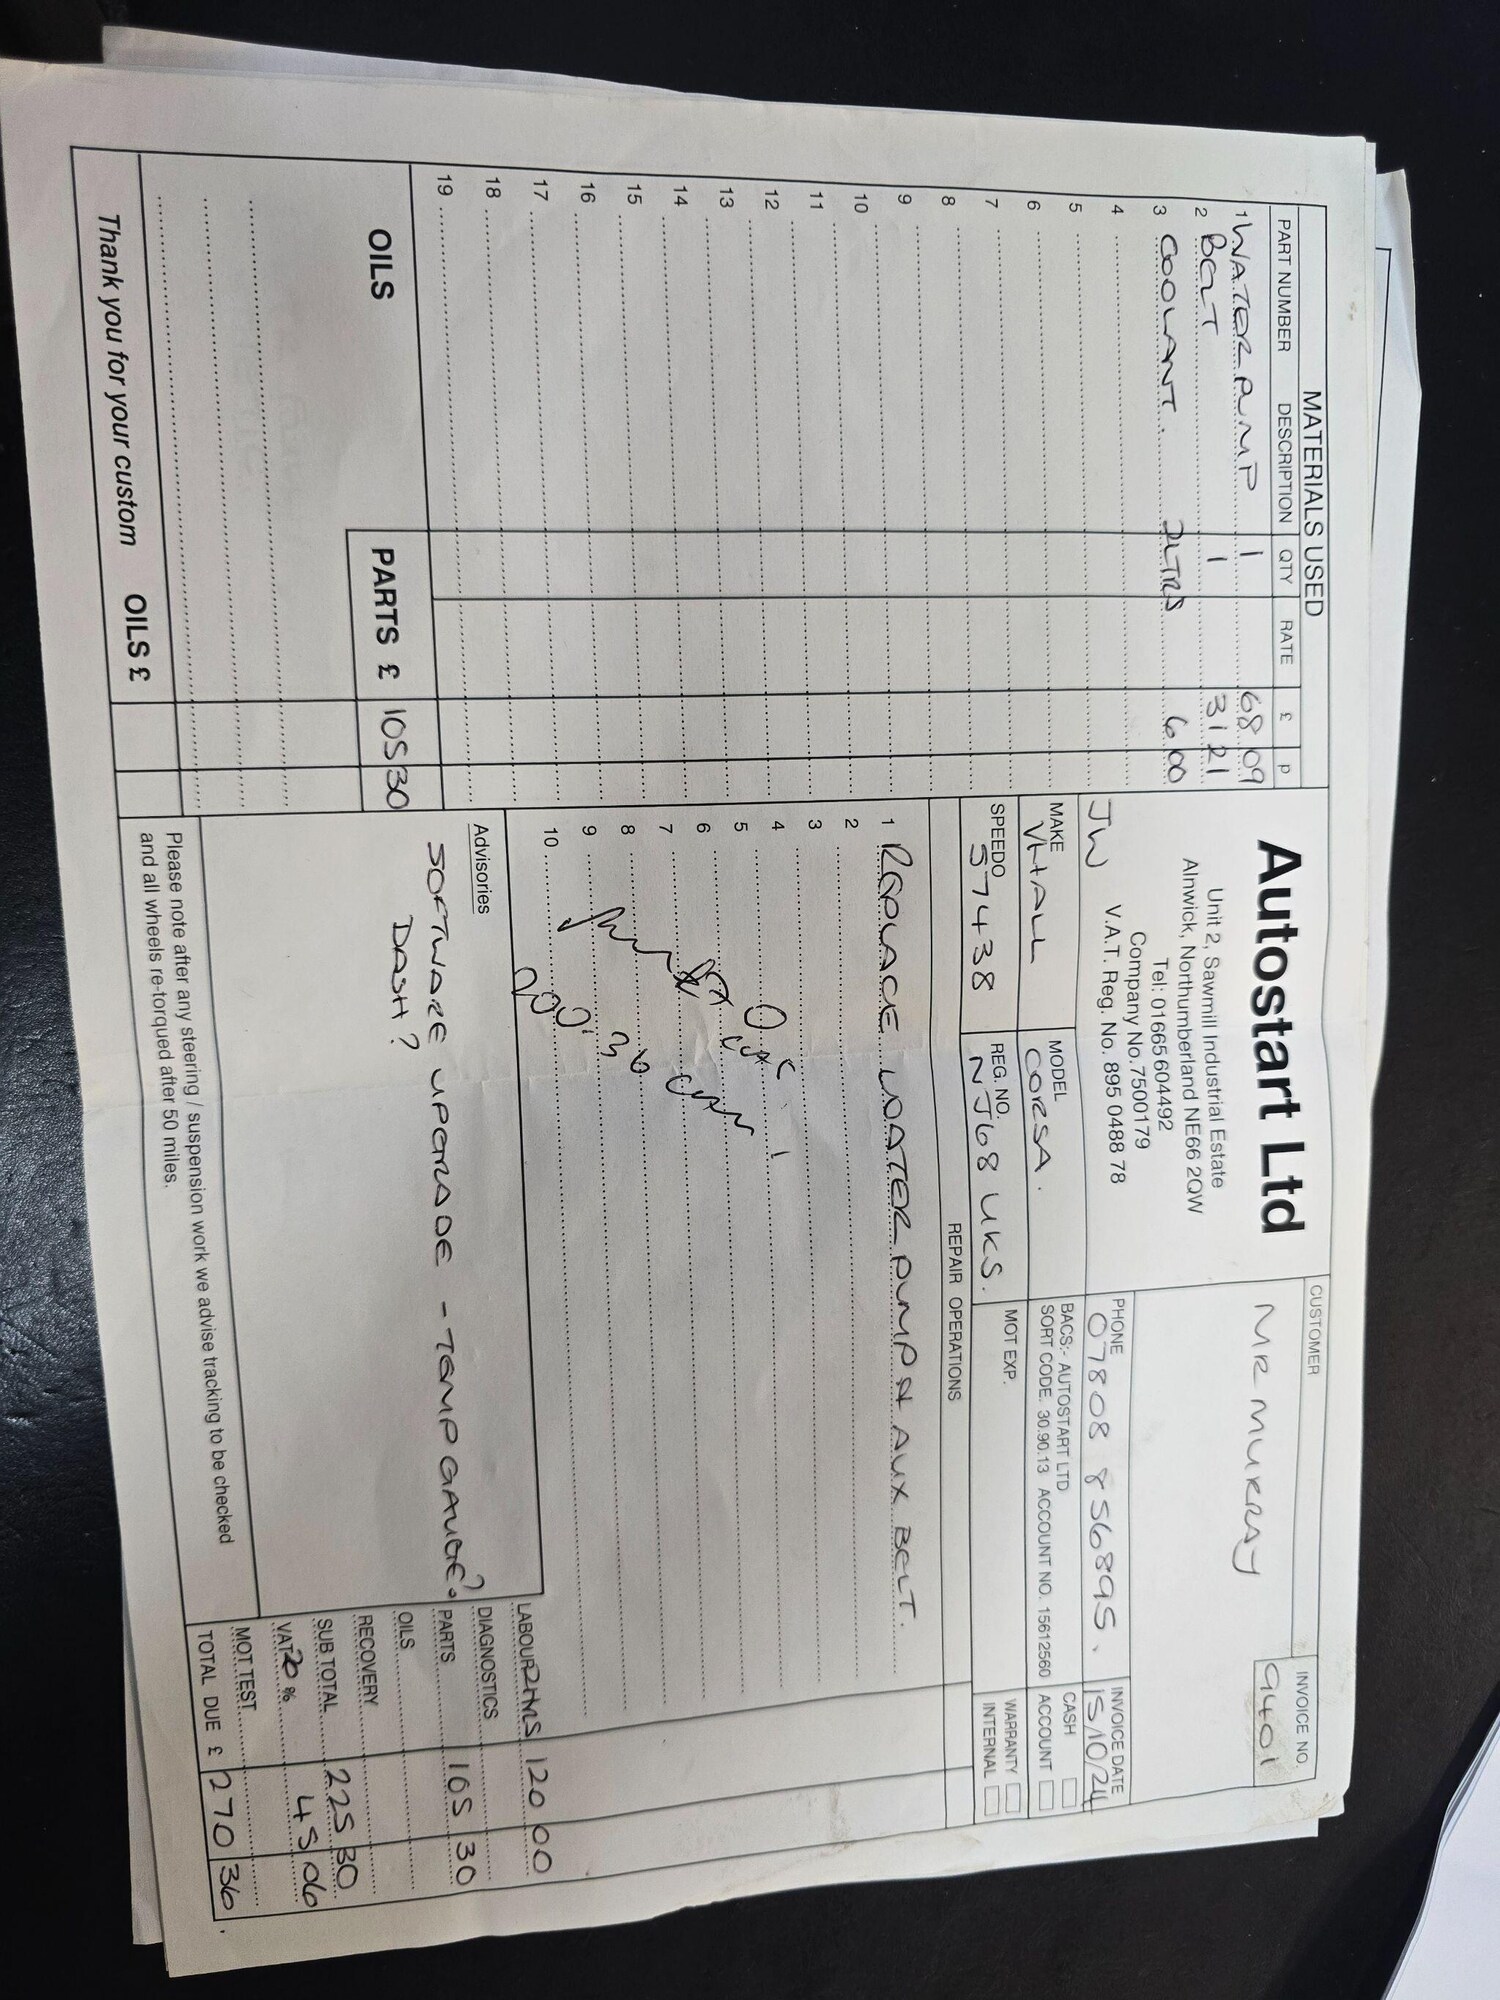 MATERIALS USED
PART NUMBER DESCRIPTION QTY RATE £ p
1 WATER PUMP 1 68 09
2 BELT 1 31 21
3 COOLANT. 2LTRS 6 00
4
5
6
7
8
9
10
11
12
13
14
15
16
17
18
19
PARTS £ 105 30
OILS
Thank you for your custom OILS £
Autostart Ltd
Unit 2, Sawmill Industrial Estate
Alnwick, Northumberland NE66 2QW
Tel: 01665 604492
Company No. 7500179
V.A.T. Reg. No. 895 0488 78
JW
CUSTOMER
MR MURRAY
INVOICE NO.
9401
PHONE
07808 856895.
INVOICE DATE
15/10/24
MAKE
VHALL
MODEL
CORSA.
BACS:- AUTOSTART LTD
SORT CODE. 30.90.13 ACCOUNT NO. 15612560
CASH
ACCOUNT
SPEEDO
57438
REG. NO.
NJ68 UKS.
MOT EXP.
WARRANTY
INTERNAL
REPAIR OPERATIONS
1 REPLACE WATER PUMP & AUX BELT.
2
3
4
5
6
7
8
9
10
Advisories
SOFTWARE UPGRADE - TEMP GAUGE?
DASH?
LABOUR 2HRS 120 00
DIAGNOSTICS
PARTS 105 30
OILS
RECOVERY
SUB TOTAL 225 30
VAT 20 % 45 06
MOT TEST
TOTAL DUE £ 270 36
Please note after any steering / suspension work we advise tracking to be checked
and all wheels re-torqued after 50 miles.